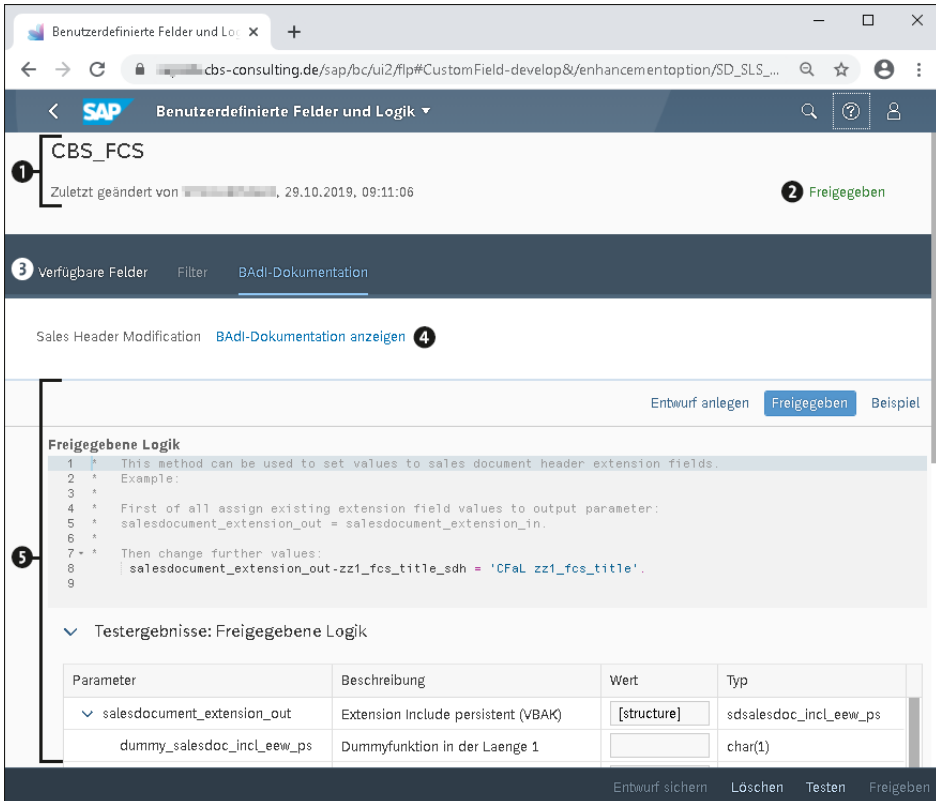 Benutzerdefinierte Felder und Lo
cbs-consulting.de/sap/bc/ui2/flp#CustomField-develop&/enhancementoption/SD_SLS_...
SAP Benutzerdefinierte Felder und Logik
1 CBS_FCS
Zuletzt geändert von , 29.10.2019, 09:11:06
2 Freigegeben
3 Verfügbare Felder Filter BAdI-Dokumentation
Sales Header Modification BAdI-Dokumentation anzeigen 4
5
Entwurf anlegen Freigegeben Beispiel
Freigegebene Logik
1 * This method can be used to set values to sales document header extension fields.
2 * Example:
3 *
4 * First of all assign existing extension field values to output parameter:
5 * salesdocument_extension_out = salesdocument_extension_in.
6 *
7 * Then change further values:
8 salesdocument_extension_out-zz1_fcs_title_sdh = 'CFaL zz1_fcs_title'.
9
Testergebnisse: Freigegebene Logik
Parameter Beschreibung Wert Typ
salesdocument_extension_out Extension Include persistent (VBAK) [structure] sdsalesdoc_incl_eew_ps
dummy_salesdoc_incl_eew_ps Dummyfunktion in der Laenge 1 char(1)
Entwurf sichern Löschen Testen Freigeben